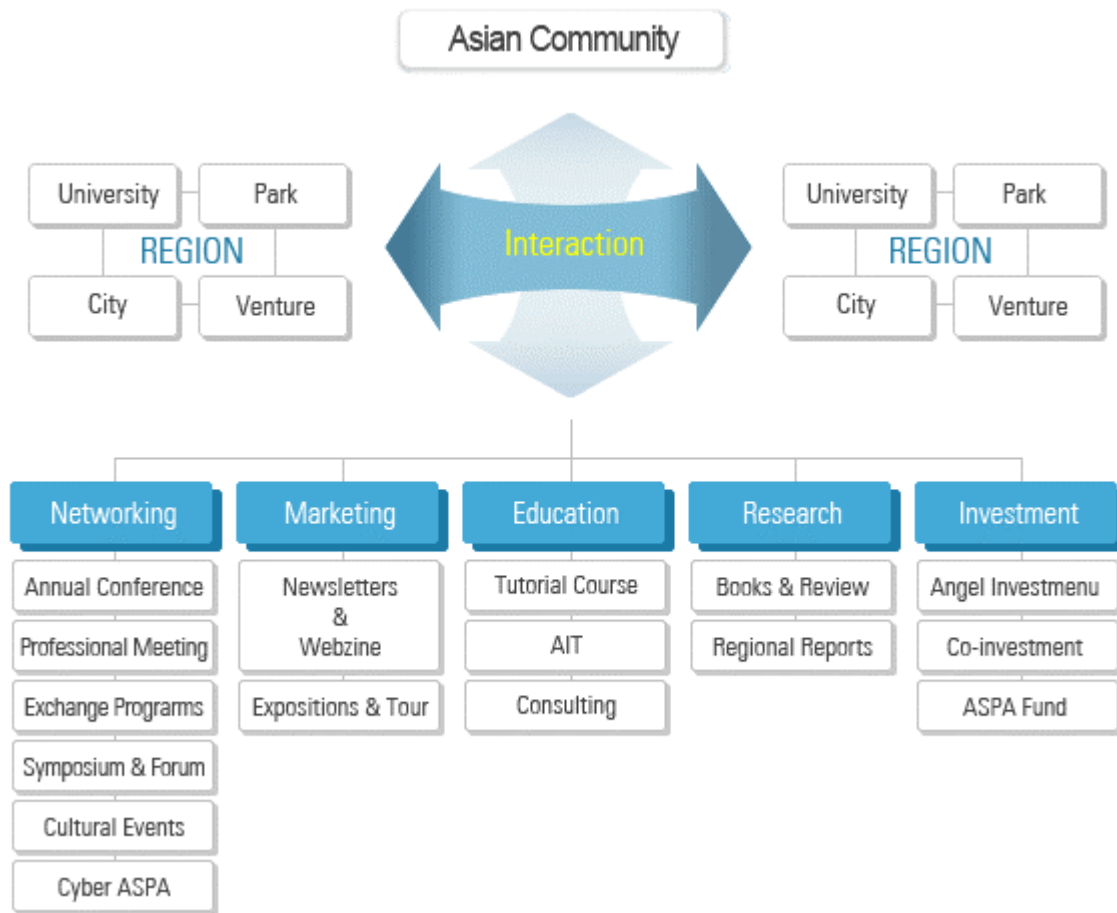 Asian Community
University
Park
REGION
City
Venture
Interaction
University
Park
REGION
City
Venture
Networking
Annual Conference
Professional Meeting
Exchange Programs
Symposium & Forum
Cultural Events
Cyber ASPA
Marketing
Newsletters
&
Webzine
Expositions & Tour
Education
Tutorial Course
AIT
Consulting
Research
Books & Review
Regional Reports
Investment
Angel Investmenu
Co-investment
ASPA Fund